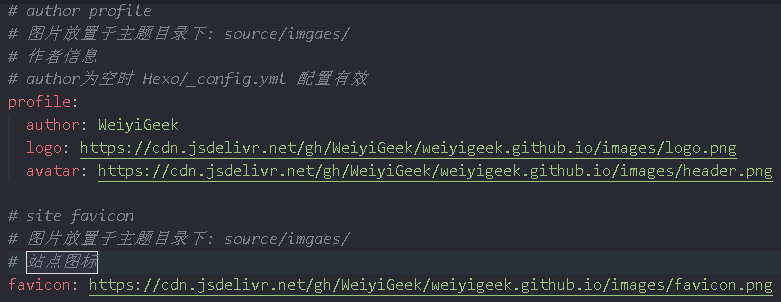 # author profile
# 图片放置于主题目录下: source/imgaes/
# 作者信息
# author为空时 Hexo/_config.yml 配置有效
profile:
author: WeiyiGeek
logo: https://cdn.jsdelivr.net/gh/WeiyiGeek/weiyigeek.github.io/images/logo.png
avatar: https://cdn.jsdelivr.net/gh/WeiyiGeek/weiyigeek.github.io/images/header.png
# site favicon
# 图片放置于主题目录下: source/imgaes/
# 站点图标
favicon: https://cdn.jsdelivr.net/gh/WeiyiGeek/weiyigeek.github.io/images/favicon.png